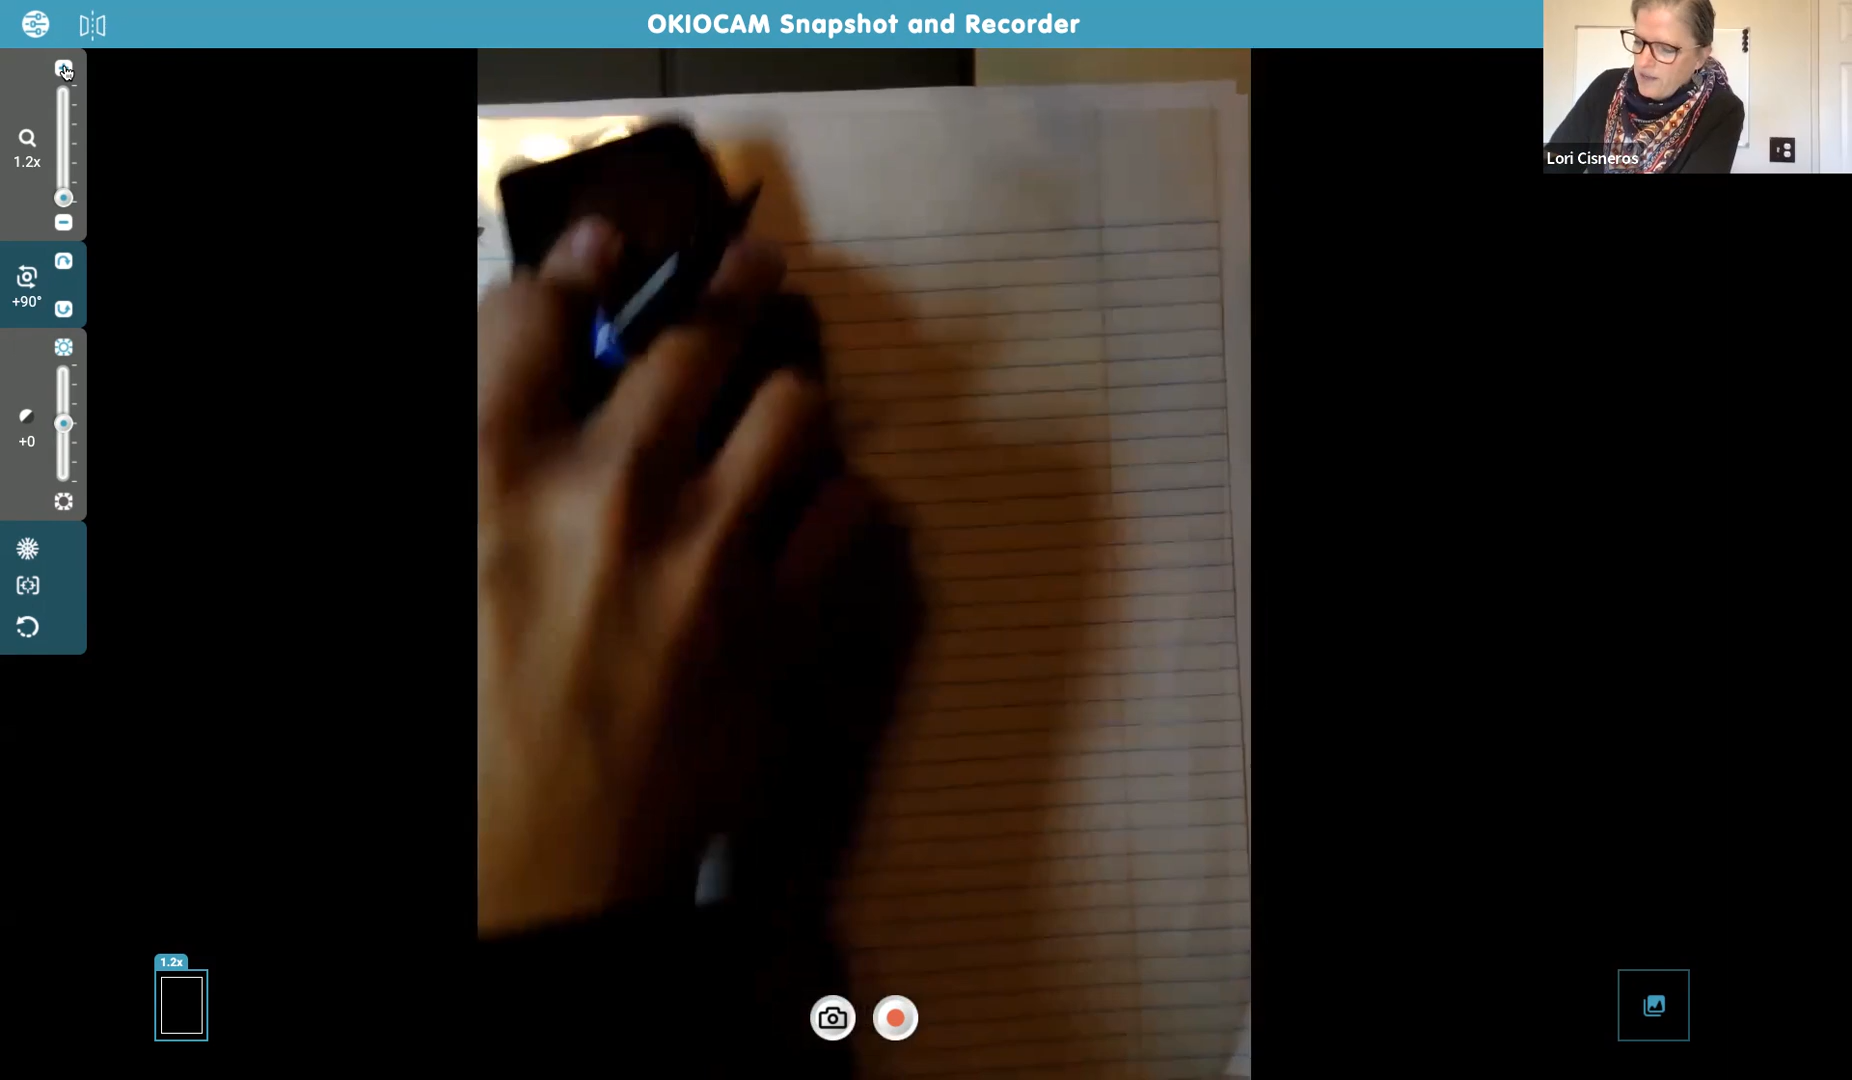 OKIOCAM Snapshot and Recorder
1.2x
+90°
+0
1.2x
Lori Cisneros